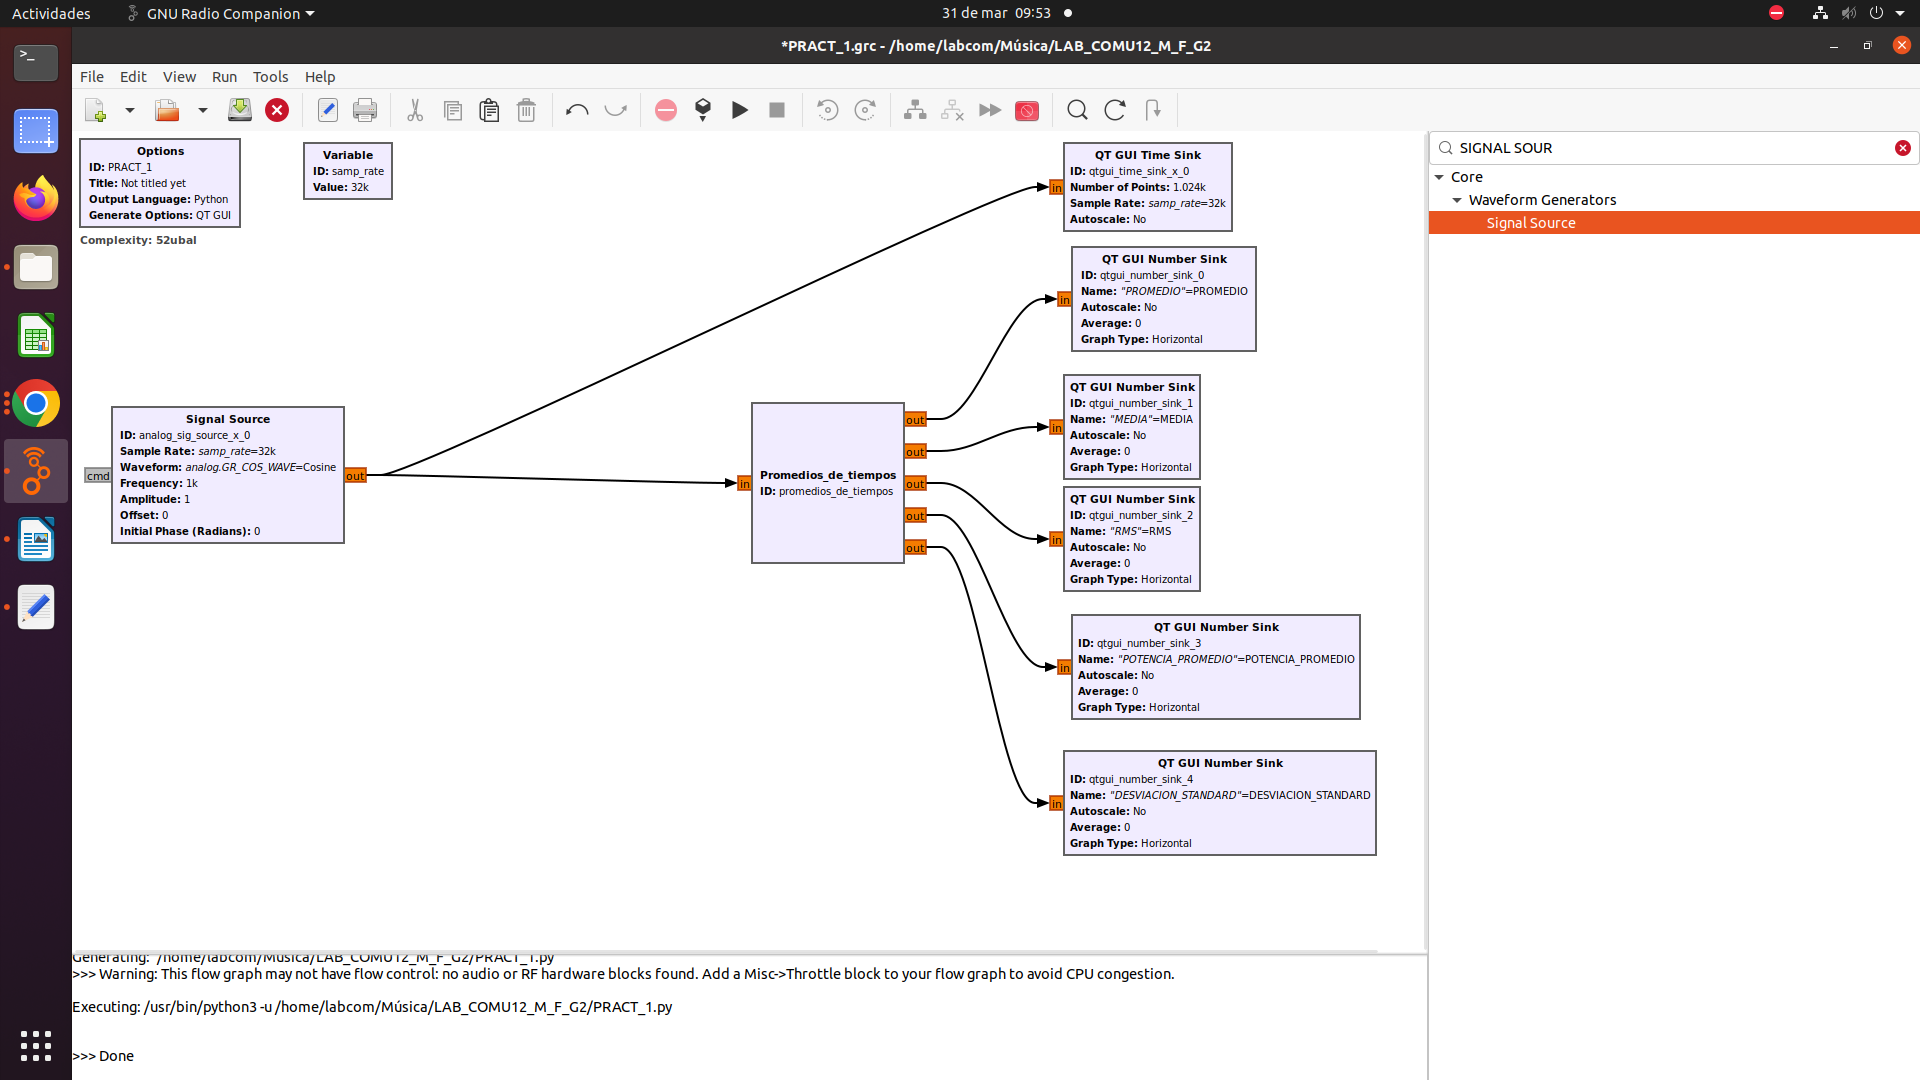 Actividades
GNU Radio Companion
31 de mar 09:53
*PRACT_1.grc - /home/labcom/Música/LAB_COMU12_M_F_G2
File Edit View Run Tools Help
Options
ID: PRACT_1
Title: Not titled yet
Output Language: Python
Generate Options: QT GUI
Complexity: 52ubal
Variable
ID: samp_rate
Value: 32k
Signal Source
ID: analog_sig_source_x_0
Sample Rate: samp_rate=32k
Waveform: analog.GR_COS_WAVE=Cosine
Frequency: 1k
Amplitude: 1
Offset: 0
Initial Phase (Radians): 0
cmd
out
in
Promedios_de_tiempos
ID: promedios_de_tiempos
out
out
out
out
out
QT GUI Time Sink
ID: qtgui_time_sink_x_0
Number of Points: 1.024k
Sample Rate: samp_rate=32k
Autoscale: No
in
QT GUI Number Sink
ID: qtgui_number_sink_0
Name: "PROMEDIO"=PROMEDIO
Autoscale: No
Average: 0
Graph Type: Horizontal
in
QT GUI Number Sink
ID: qtgui_number_sink_1
Name: "MEDIA"=MEDIA
Autoscale: No
Average: 0
Graph Type: Horizontal
in
QT GUI Number Sink
ID: qtgui_number_sink_2
Name: "RMS"=RMS
Autoscale: No
Average: 0
Graph Type: Horizontal
in
QT GUI Number Sink
ID: qtgui_number_sink_3
Name: "POTENCIA_PROMEDIO"=POTENCIA_PROMEDIO
Autoscale: No
Average: 0
Graph Type: Horizontal
in
QT GUI Number Sink
ID: qtgui_number_sink_4
Name: "DESVIACION_STANDARD"=DESVIACION_STANDARD
Autoscale: No
Average: 0
Graph Type: Horizontal
in
SIGNAL SOUR
Core
Waveform Generators
Signal Source
Generating: '/home/labcom/Música/LAB_COMU12_M_F_G2/PRACT_1.py'
>>> Warning: This flow graph may not have flow control: no audio or RF hardware blocks found. Add a Misc->Throttle block to your flow graph to avoid CPU congestion.
Executing: /usr/bin/python3 -u /home/labcom/Música/LAB_COMU12_M_F_G2/PRACT_1.py
>>> Done